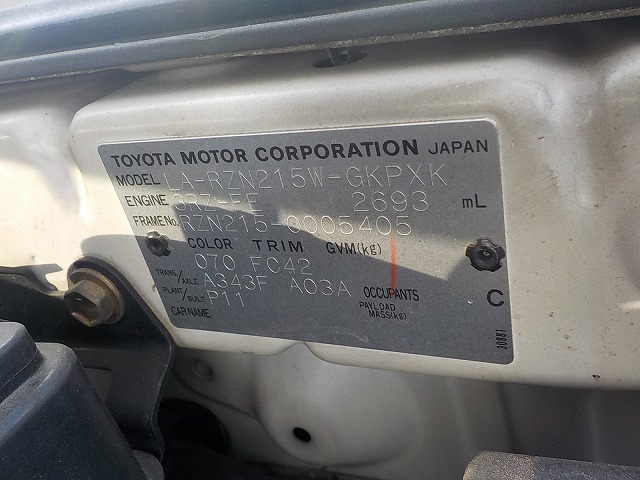 TOYOTA MOTOR CORPORATION JAPAN
MODEL LA-RZN215W-GKPXK
ENGINE 3RZ-FE 2693 mL
FRAME No. RZN215-0005405
COLOR TRIM GVM(kg)
070 FC42
TRANS./AXLE A343F A03A OCCUPANTS C
PLANT/BUILT P11 PAYLOAD MASS(kg)
CAR NAME
30881